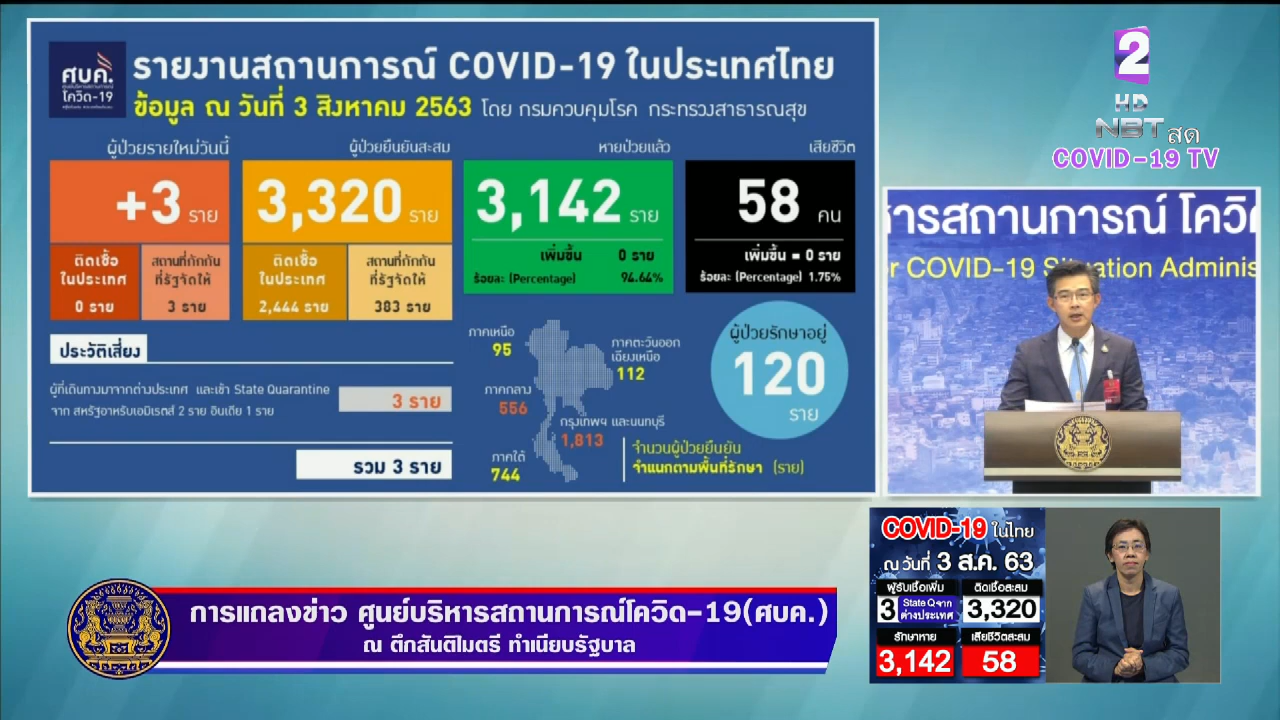 ศบค.
โควิด-19
รายงานสถานการณ์ COVID-19 ในประเทศไทย
ข้อมูล ณ วันที่ 3 สิงหาคม 2563 โดย กรมควบคุมโรค กระทรวงสาธารณสุข
ผู้ป่วยรายใหม่วันนี้
+3 ราย
ติดเชื้อ
ในประเทศ
0 ราย
สถานที่กักกัน
ที่รัฐจัดให้
3 ราย
ผู้ป่วยยืนยันสะสม
3,320 ราย
ติดเชื้อ
ในประเทศ
2,444 ราย
สถานที่กักกัน
ที่รัฐจัดให้
383 ราย
หายป่วยแล้ว
3,142 ราย
เพิ่มขึ้น 0 ราย
ร้อยละ (Percentage) 94.64%
เสียชีวิต
58 คน
เพิ่มขึ้น = 0 ราย
ร้อยละ (Percentage) 1.75%
ประวัติเสี่ยง
ผู้ที่เดินทางมาจากต่างประเทศ และเข้า State Quarantine
จาก สหรัฐอาหรับเอมิเรตส์ 2 ราย อินเดีย 1 ราย
3 ราย
รวม 3 ราย
ภาคเหนือ
95
ภาคตะวันออก
เฉียงเหนือ
112
ภาคกลาง
556
กรุงเทพฯ และนนทบุรี
1,813
ภาคใต้
744
ผู้ป่วยรักษาอยู่
120
ราย
จำนวนผู้ป่วยยืนยัน
จำแนกตามพื้นที่รักษา (ราย)
2
HD
NBT สด
COVID-19 TV
หารสถานการณ์ โควิ
or COVID-19 Situation Adminis
COVID-19 ในไทย
ณ วันที่ 3 ส.ค. 63
ผู้รับเชื้อเพิ่ม
3 State Qจาก
ต่างประเทศ
ติดเชื้อสะสม
3,320
รักษาหาย
3,142
เสียชีวิตสะสม
58
การแถลงข่าว ศูนย์บริหารสถานการณ์โควิด-19(ศบค.)
ณ ตึกสันติไมตรี ทำเนียบรัฐบาล